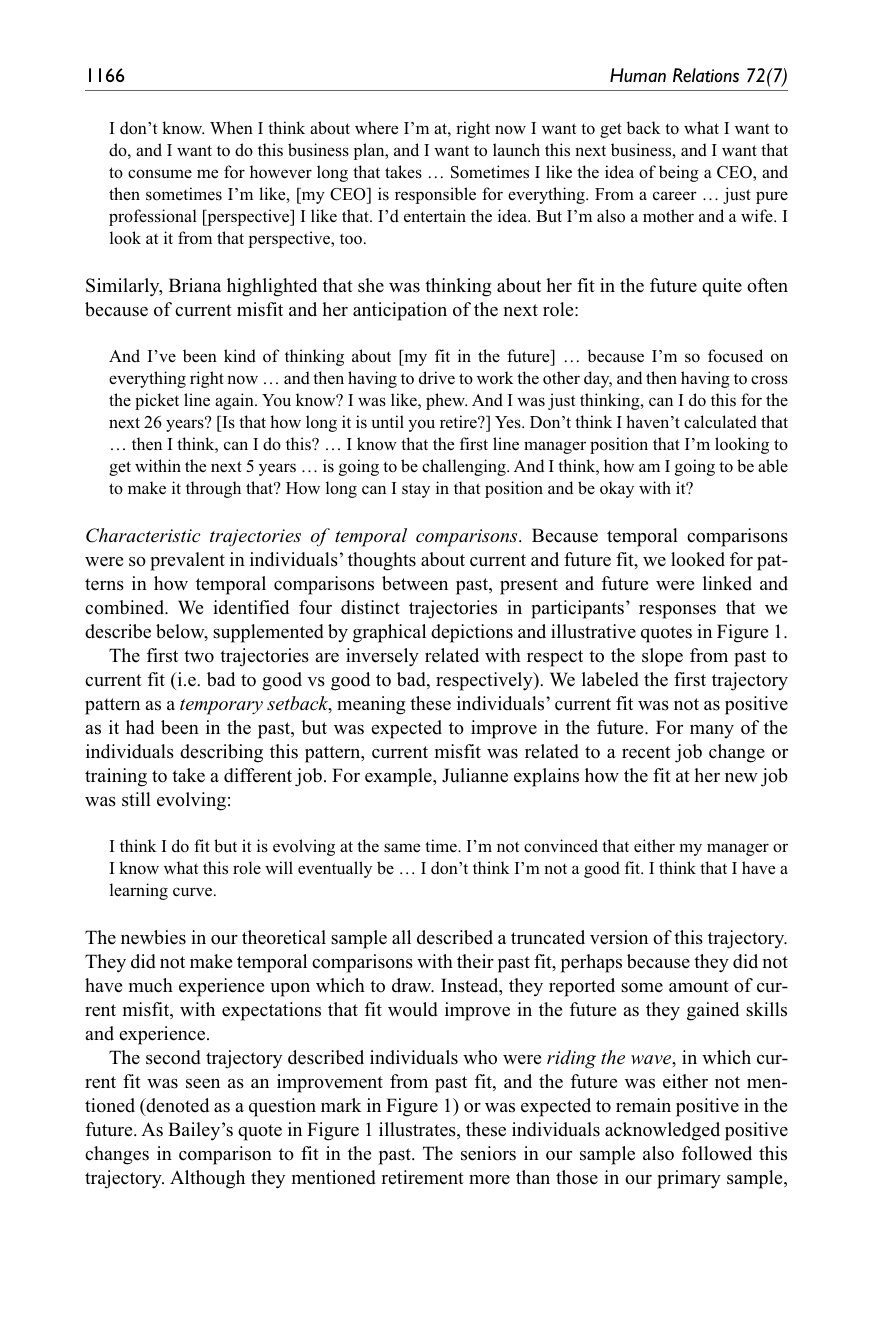 1166
Human Relations 72(7)
I don’t know. When I think about where I’m at, right now I want to get back to what I want to
do, and I want to do this business plan, and I want to launch this next business, and I want that
to consume me for however long that takes … Sometimes I like the idea of being a CEO, and
then sometimes I’m like, [my CEO] is responsible for everything. From a career … just pure
professional [perspective] I like that. I’d entertain the idea. But I’m also a mother and a wife. I
look at it from that perspective, too.
Similarly, Briana highlighted that she was thinking about her fit in the future quite often
because of current misfit and her anticipation of the next role:
And I’ve been kind of thinking about [my fit in the future] … because I’m so focused on
everything right now … and then having to drive to work the other day, and then having to cross
the picket line again. You know? I was like, phew. And I was just thinking, can I do this for the
next 26 years? [Is that how long it is until you retire?] Yes. Don’t think I haven’t calculated that
… then I think, can I do this? … I know that the first line manager position that I’m looking to
get within the next 5 years … is going to be challenging. And I think, how am I going to be able
to make it through that? How long can I stay in that position and be okay with it?
Characteristic trajectories of temporal comparisons. Because temporal comparisons
were so prevalent in individuals’ thoughts about current and future fit, we looked for pat-
terns in how temporal comparisons between past, present and future were linked and
combined. We identified four distinct trajectories in participants’ responses that we
describe below, supplemented by graphical depictions and illustrative quotes in Figure 1.
The first two trajectories are inversely related with respect to the slope from past to
current fit (i.e. bad to good vs good to bad, respectively). We labeled the first trajectory
pattern as a temporary setback, meaning these individuals’ current fit was not as positive
as it had been in the past, but was expected to improve in the future. For many of the
individuals describing this pattern, current misfit was related to a recent job change or
training to take a different job. For example, Julianne explains how the fit at her new job
was still evolving:
I think I do fit but it is evolving at the same time. I’m not convinced that either my manager or
I know what this role will eventually be … I don’t think I’m not a good fit. I think that I have a
learning curve.
The newbies in our theoretical sample all described a truncated version of this trajectory.
They did not make temporal comparisons with their past fit, perhaps because they did not
have much experience upon which to draw. Instead, they reported some amount of cur-
rent misfit, with expectations that fit would improve in the future as they gained skills
and experience.
The second trajectory described individuals who were riding the wave, in which cur-
rent fit was seen as an improvement from past fit, and the future was either not men-
tioned (denoted as a question mark in Figure 1) or was expected to remain positive in the
future. As Bailey’s quote in Figure 1 illustrates, these individuals acknowledged positive
changes in comparison to fit in the past. The seniors in our sample also followed this
trajectory. Although they mentioned retirement more than those in our primary sample,